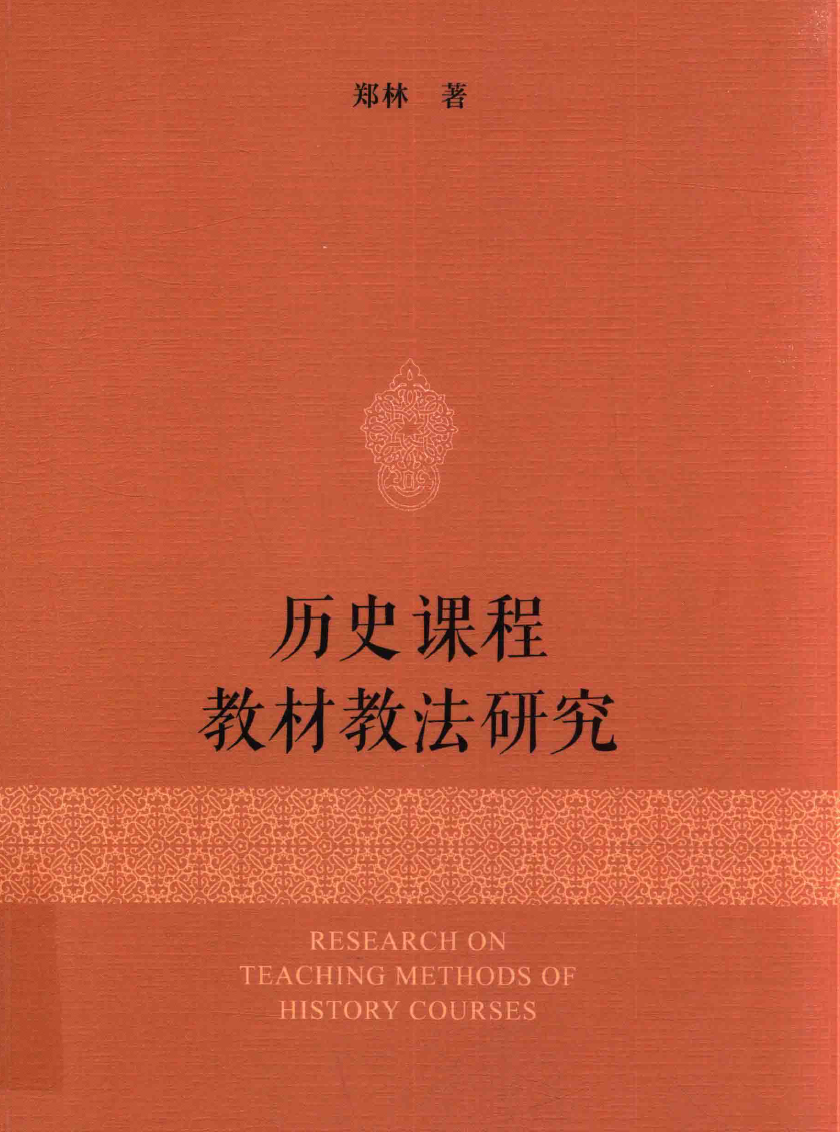 郑林 著
历史课程
教材教法研究
RESEARCH ON
TEACHING METHODS OF
HISTORY COURSES